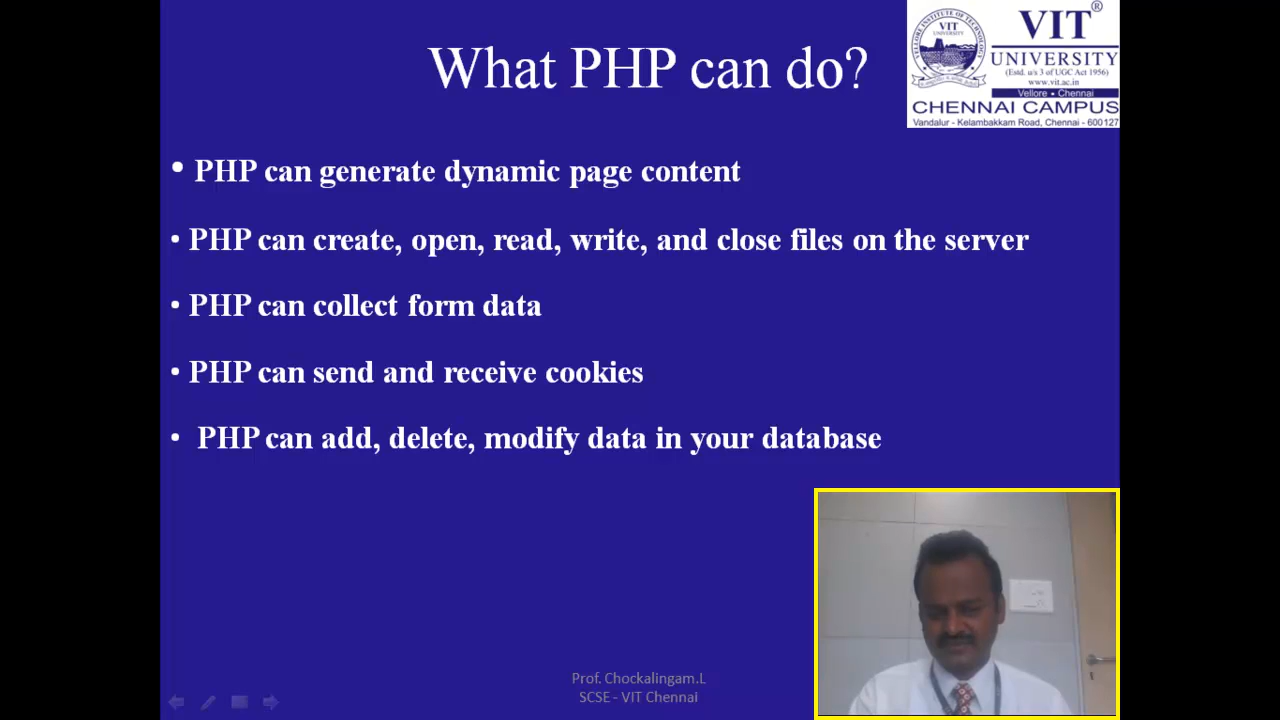 What PHP can do?
VIT®
UNIVERSITY
(Estd. u/s 3 of UGC Act 1956)
www.vit.ac.in
Vellore • Chennai
CHENNAI CAMPUS
Vandalur - Kelambakkam Road, Chennai - 600127
VIT
UNIVERSITY
• PHP can generate dynamic page content
• PHP can create, open, read, write, and close files on the server
• PHP can collect form data
• PHP can send and receive cookies
• PHP can add, delete, modify data in your database
Prof. Chockalingam.L
SCSE - VIT Chennai